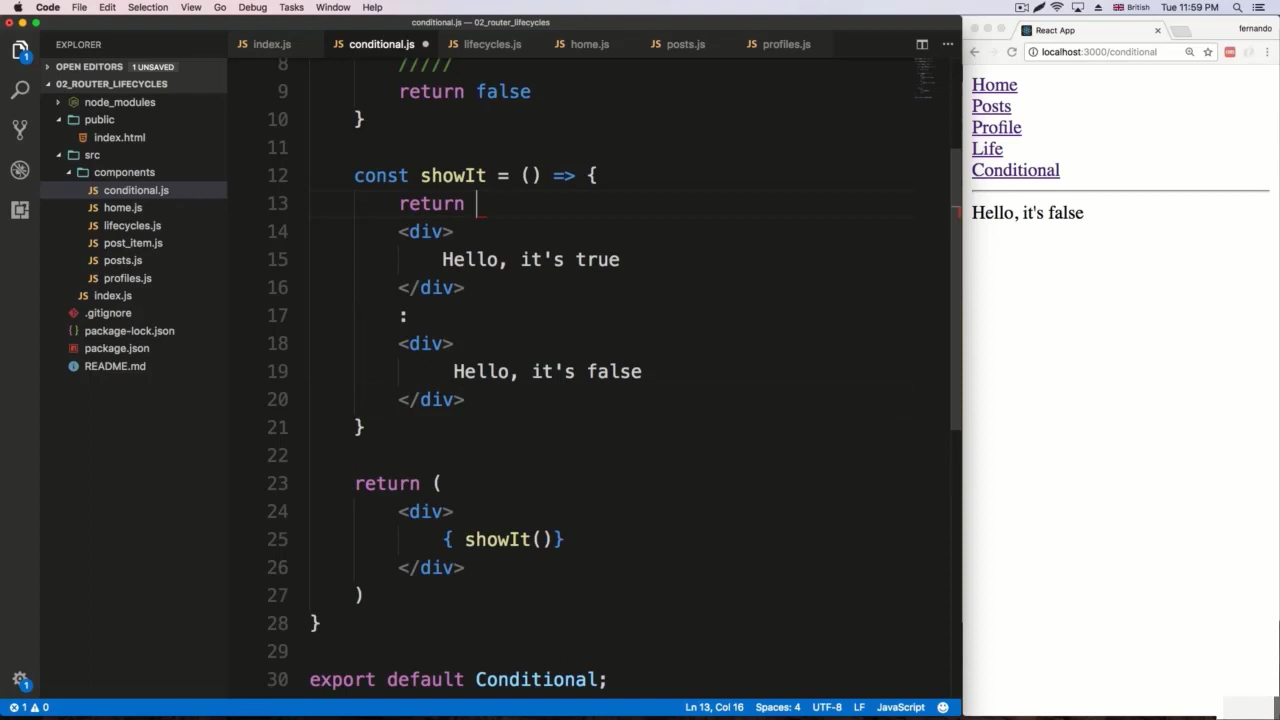 Code File Edit Selection View Go Debug Tasks Window Help British Tue 11:59 PM
conditional.js — 02_router_lifecycles
React App fernando
localhost:3000/conditional
EXPLORER
OPEN EDITORS 1 UNSAVED
02_ROUTER_LIFECYCLES
node_modules
public
index.html
src
components
conditional.js
home.js
lifecycles.js
post_item.js
posts.js
profiles.js
index.js
.gitignore
package-lock.json
package.json
README.md
JS index.js JS conditional.js JS lifecycles.js JS home.js JS posts.js JS profiles.js
8 /////
9 return false
10 }
11
12 const showIt = () => {
13 return
14 <div>
15 Hello, it's true
16 </div>
17 :
18 <div>
19 Hello, it's false
20 </div>
21 }
22
23 return (
24 <div>
25 { showIt()}
26 </div>
27 )
28 }
29
30 export default Conditional;
Home
Posts
Profile
Life
Conditional
Hello, it's false
1 0 Ln 13, Col 16 Spaces: 4 UTF-8 LF JavaScript